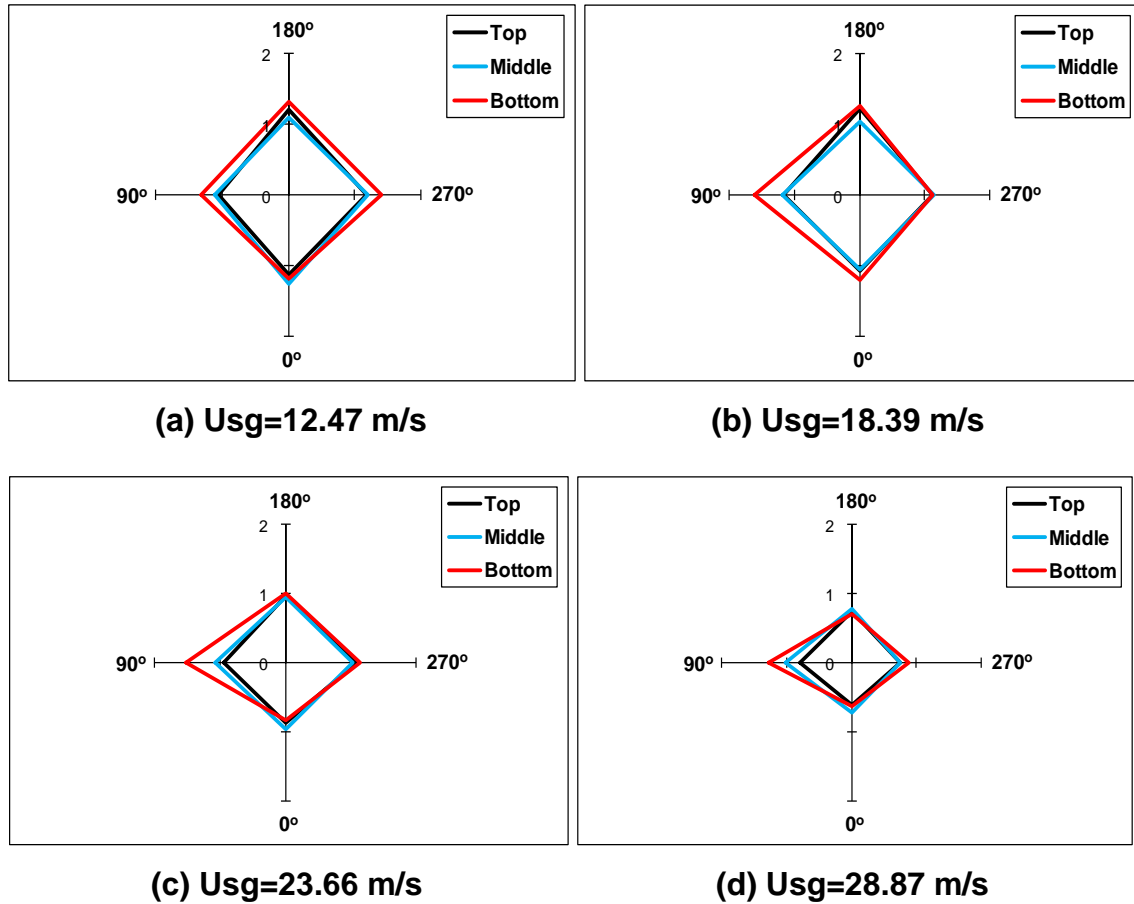 180º
2
1
0
90º
270º
0º
Top
Middle
Bottom
(a) Usg=12.47 m/s
180º
2
1
0
90º
270º
0º
Top
Middle
Bottom
(b) Usg=18.39 m/s
180º
2
1
0
90º
270º
0º
Top
Middle
Bottom
(c) Usg=23.66 m/s
180º
2
1
0
90º
270º
0º
Top
Middle
Bottom
(d) Usg=28.87 m/s